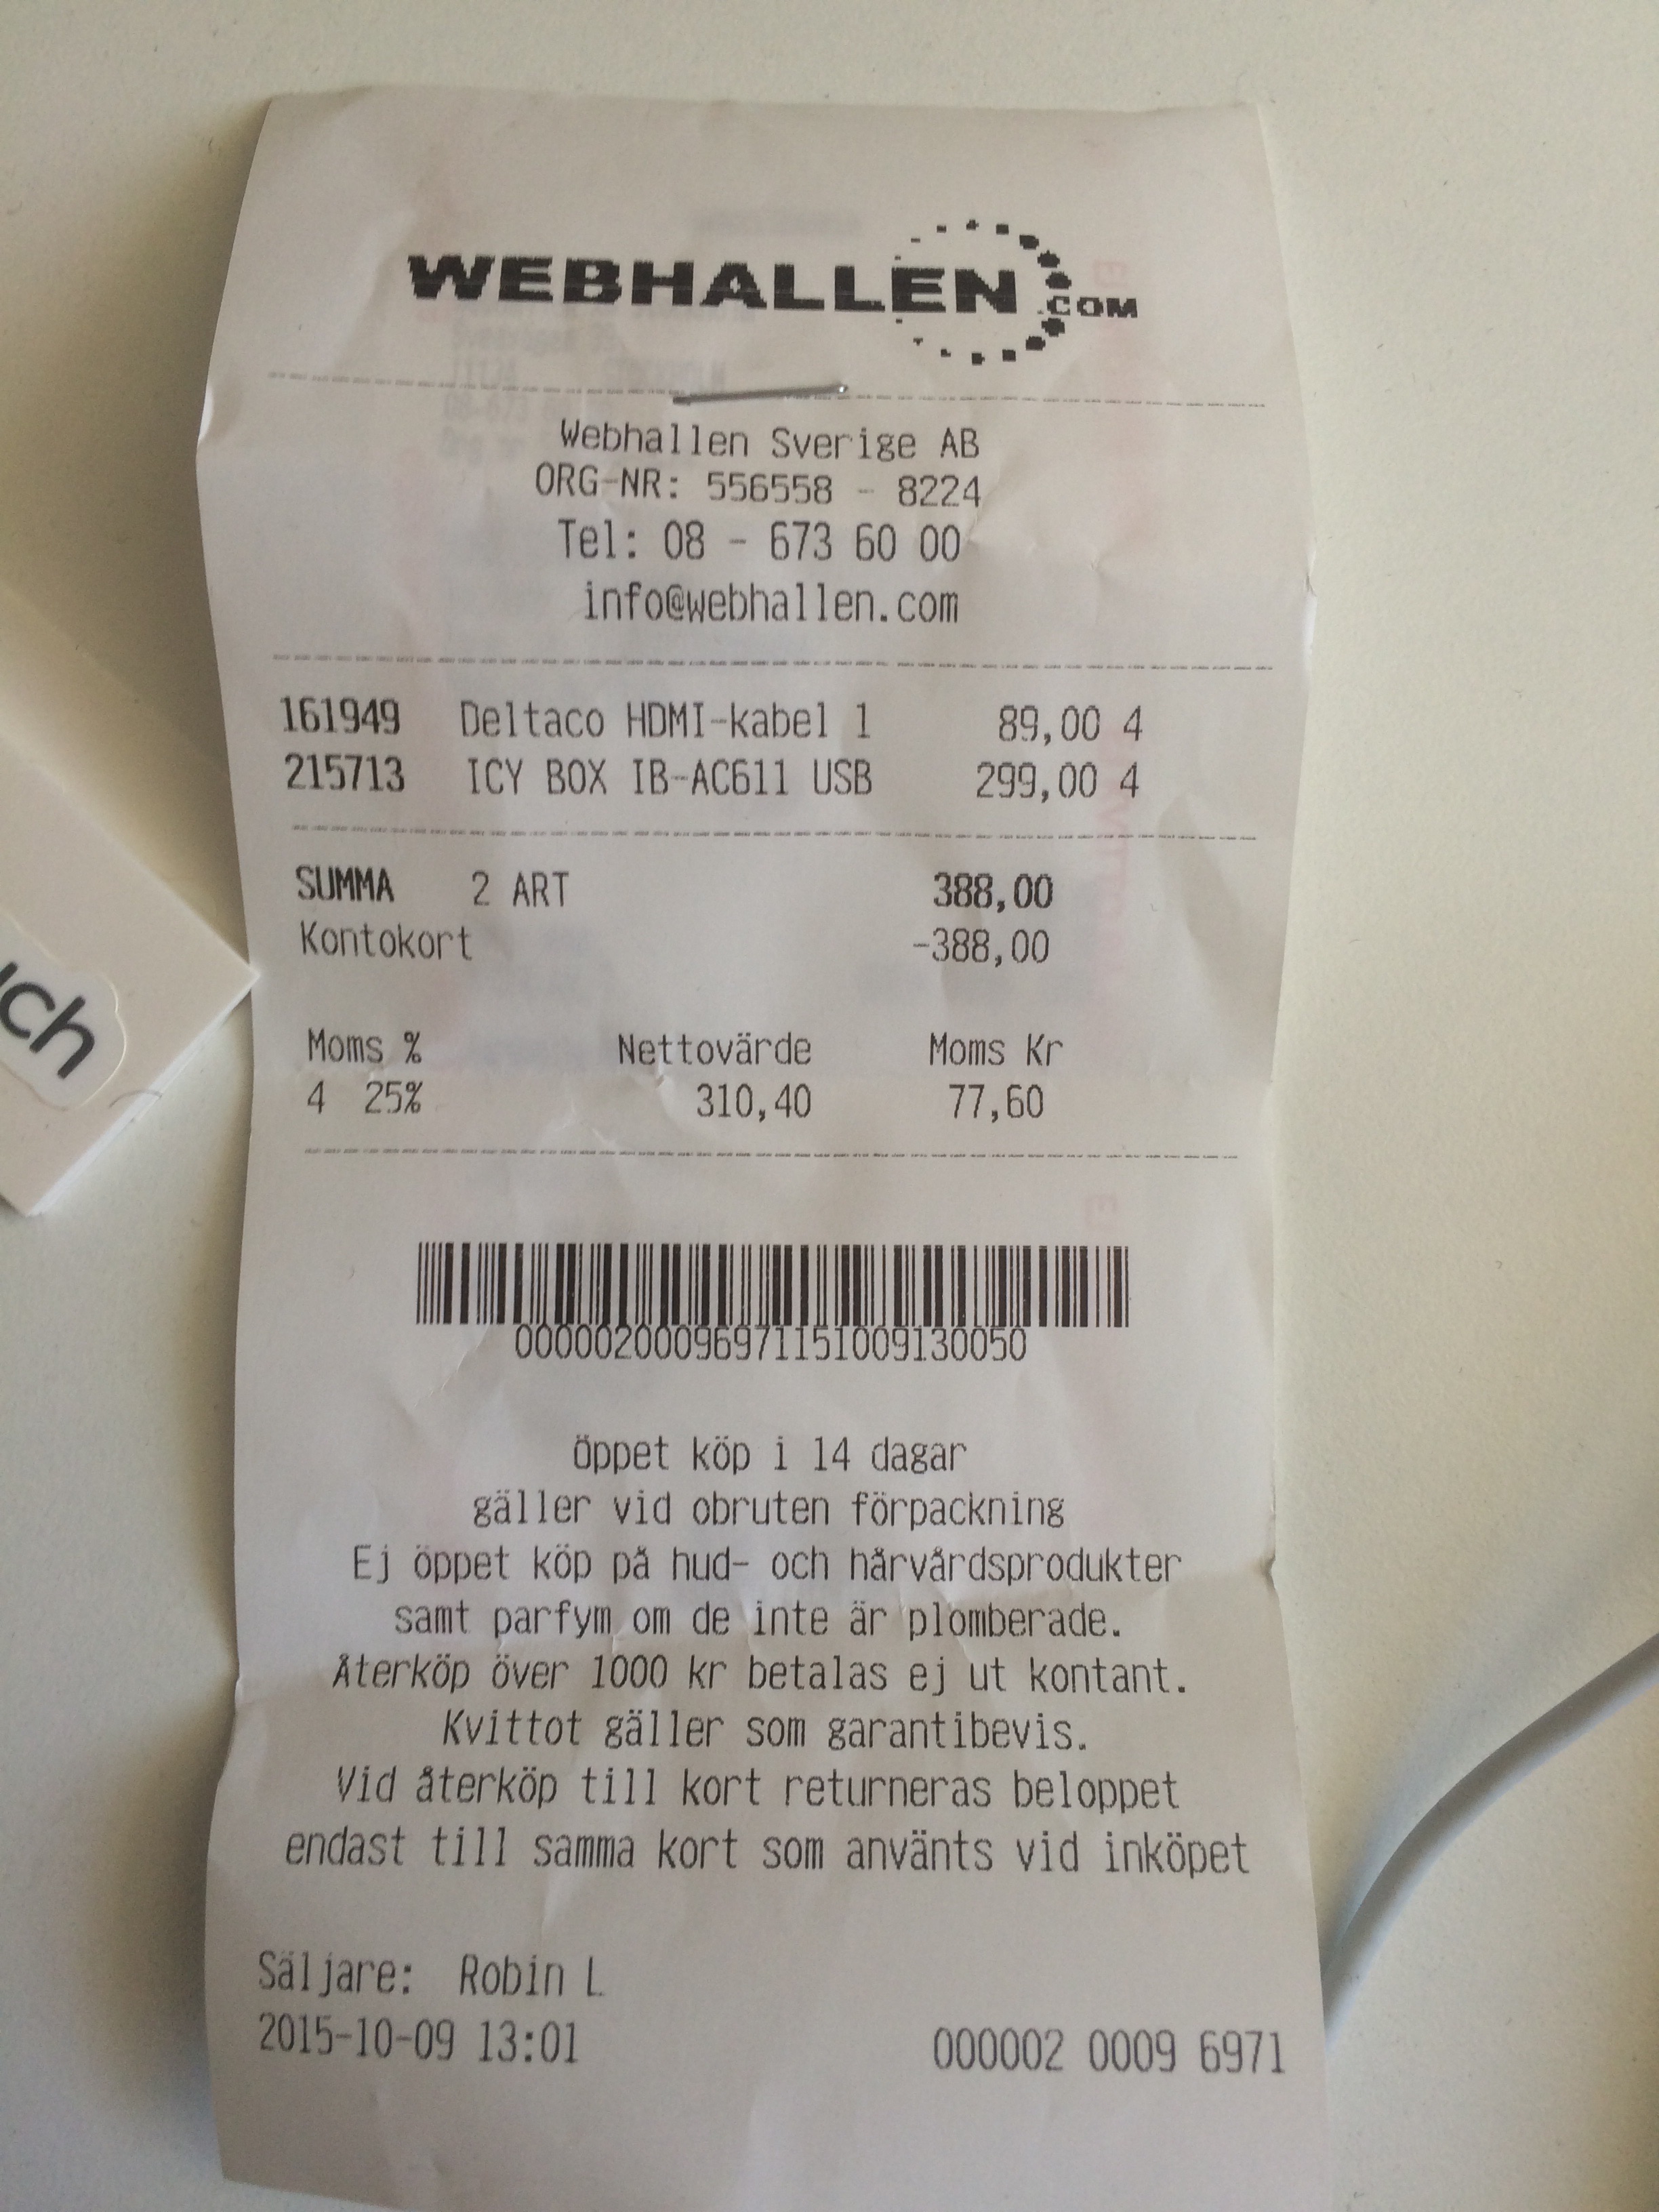 WEBHALLEN .COM
Webhallen Sverige AB
ORG-NR: 556558 - 8224
Tel: 08 - 673 60 00
info@webhallen.com
161949 Deltaco HDMI-kabel 1 89,00 4
215713 ICY BOX IB-AC611 USB 299,00 4
SUMMA 2 ART 388,00
Kontokort -388,00
Moms % Nettovärde Moms Kr
4 25% 310,40 77,60
00000200096971151009130050
Öppet köp i 14 dagar
gäller vid obruten förpackning
Ej öppet köp på hud- och hårvårdsprodukter
samt parfym om de inte är plomberade.
Återköp över 1000 kr betalas ej ut kontant.
Kvittot gäller som garantibevis.
Vid återköp till kort returneras beloppet
endast till samma kort som använts vid inköpet
Säljare: Robin L
2015-10-09 13:01 000002 0009 6971